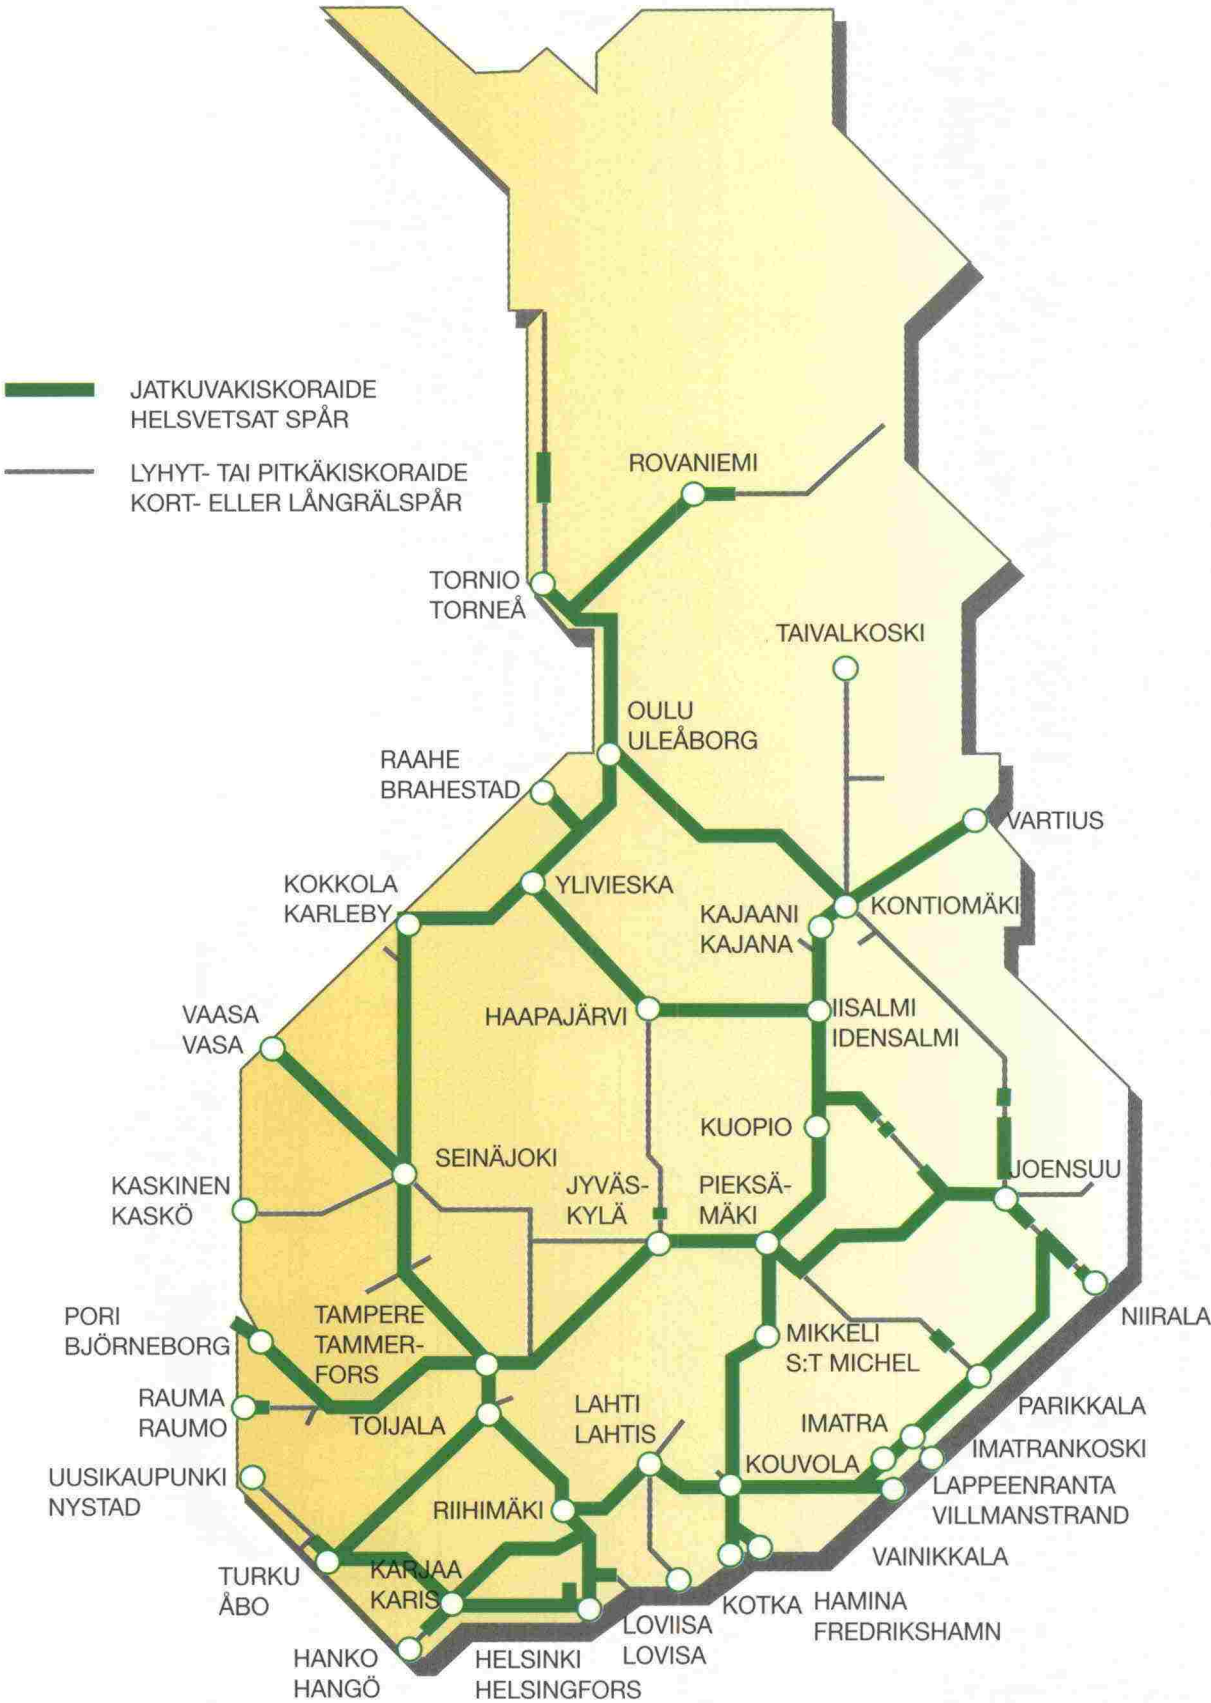 JATKUVAKISKORAIDE
HELSVETSAT SPÅR
LYHYT- TAI PITKÄKISKORAIDE
KORT- ELLER LÅNGRÄLSPÅR
ROVANIEMI
TORNIO
TORNEÅ
TAIVALKOSKI
OULU
ULEÅBORG
RAAHE
BRAHESTAD
VARTIUS
YLIVIESKA
KOKKOLA
KARLEBY
KONTIOMÄKI
KAJAANI
KAJANA
HAAPAJÄRVI
IISALMI
IDENSALMI
VAASA
VASA
KUOPIO
SEINÄJOKI
JOENSUU
KASKINEN
KASKÖ
JYVÄS-
KYLÄ
PIEKSÄ-
MÄKI
PORI
BJÖRNEBORG
TAMPERE
TAMMER-
FORS
NIIRALA
MIKKELI
S:T MICHEL
RAUMA
RAUMO
TOIJALA
LAHTI
LAHTIS
PARIKKALA
IMATRA
IMATRANKOSKI
KOUVOLA
UUSIKAUPUNKI
NYSTAD
LAPPEENRANTA
VILLMANSTRAND
RIIHIMÄKI
VAINIKKALA
TURKU
ÅBO
KARJAA
KARIS
KOTKA
HAMINA
FREDRIKSHAMN
LOVIISA
LOVISA
HANKO
HANGÖ
HELSINKI
HELSINGFORS